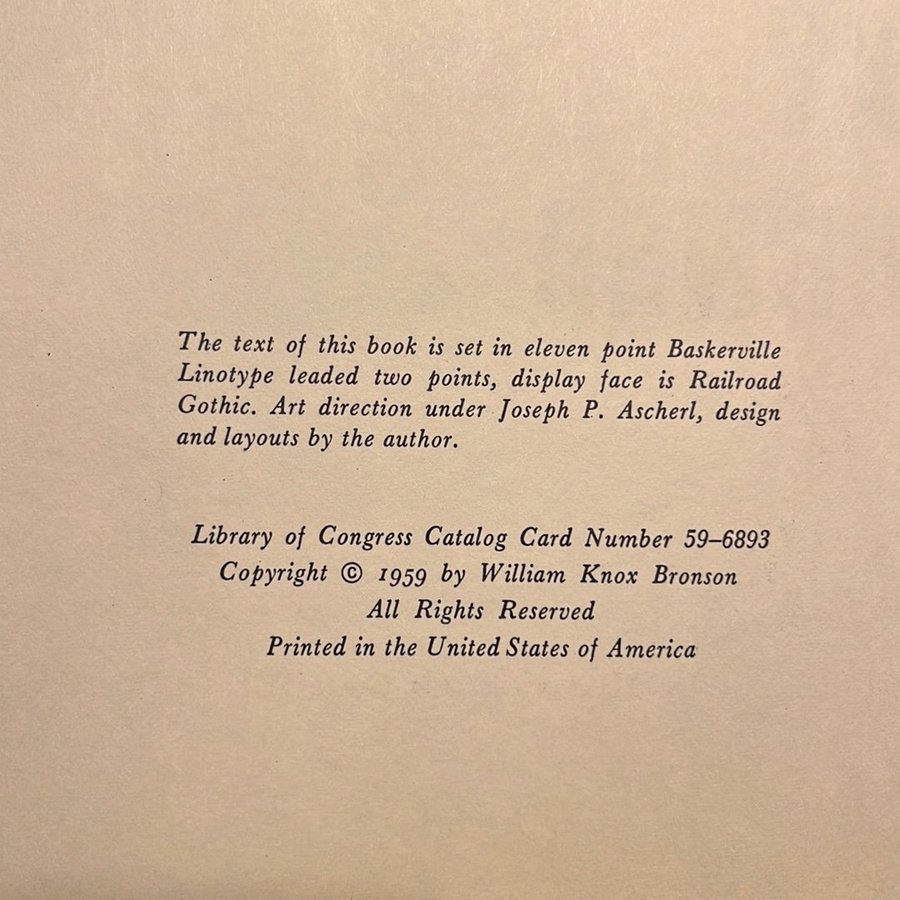 The text of this book is set in eleven point Baskerville
Linotype leaded two points, display face is Railroad
Gothic. Art direction under Joseph P. Ascherl, design
and layouts by the author.
Library of Congress Catalog Card Number 59–6893
Copyright © 1959 by William Knox Bronson
All Rights Reserved
Printed in the United States of America